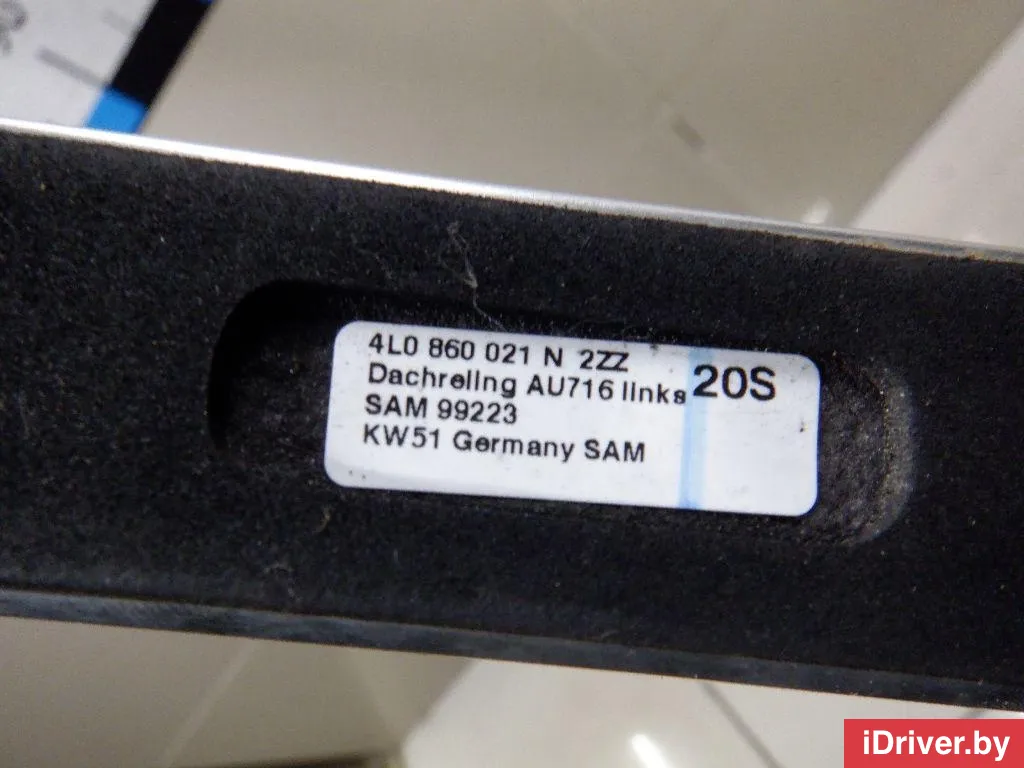 4L0 860 021 N 2ZZ
Dachreling AU716 links 20S
SAM 99223
KW51 Germany SAM
iDriver.by